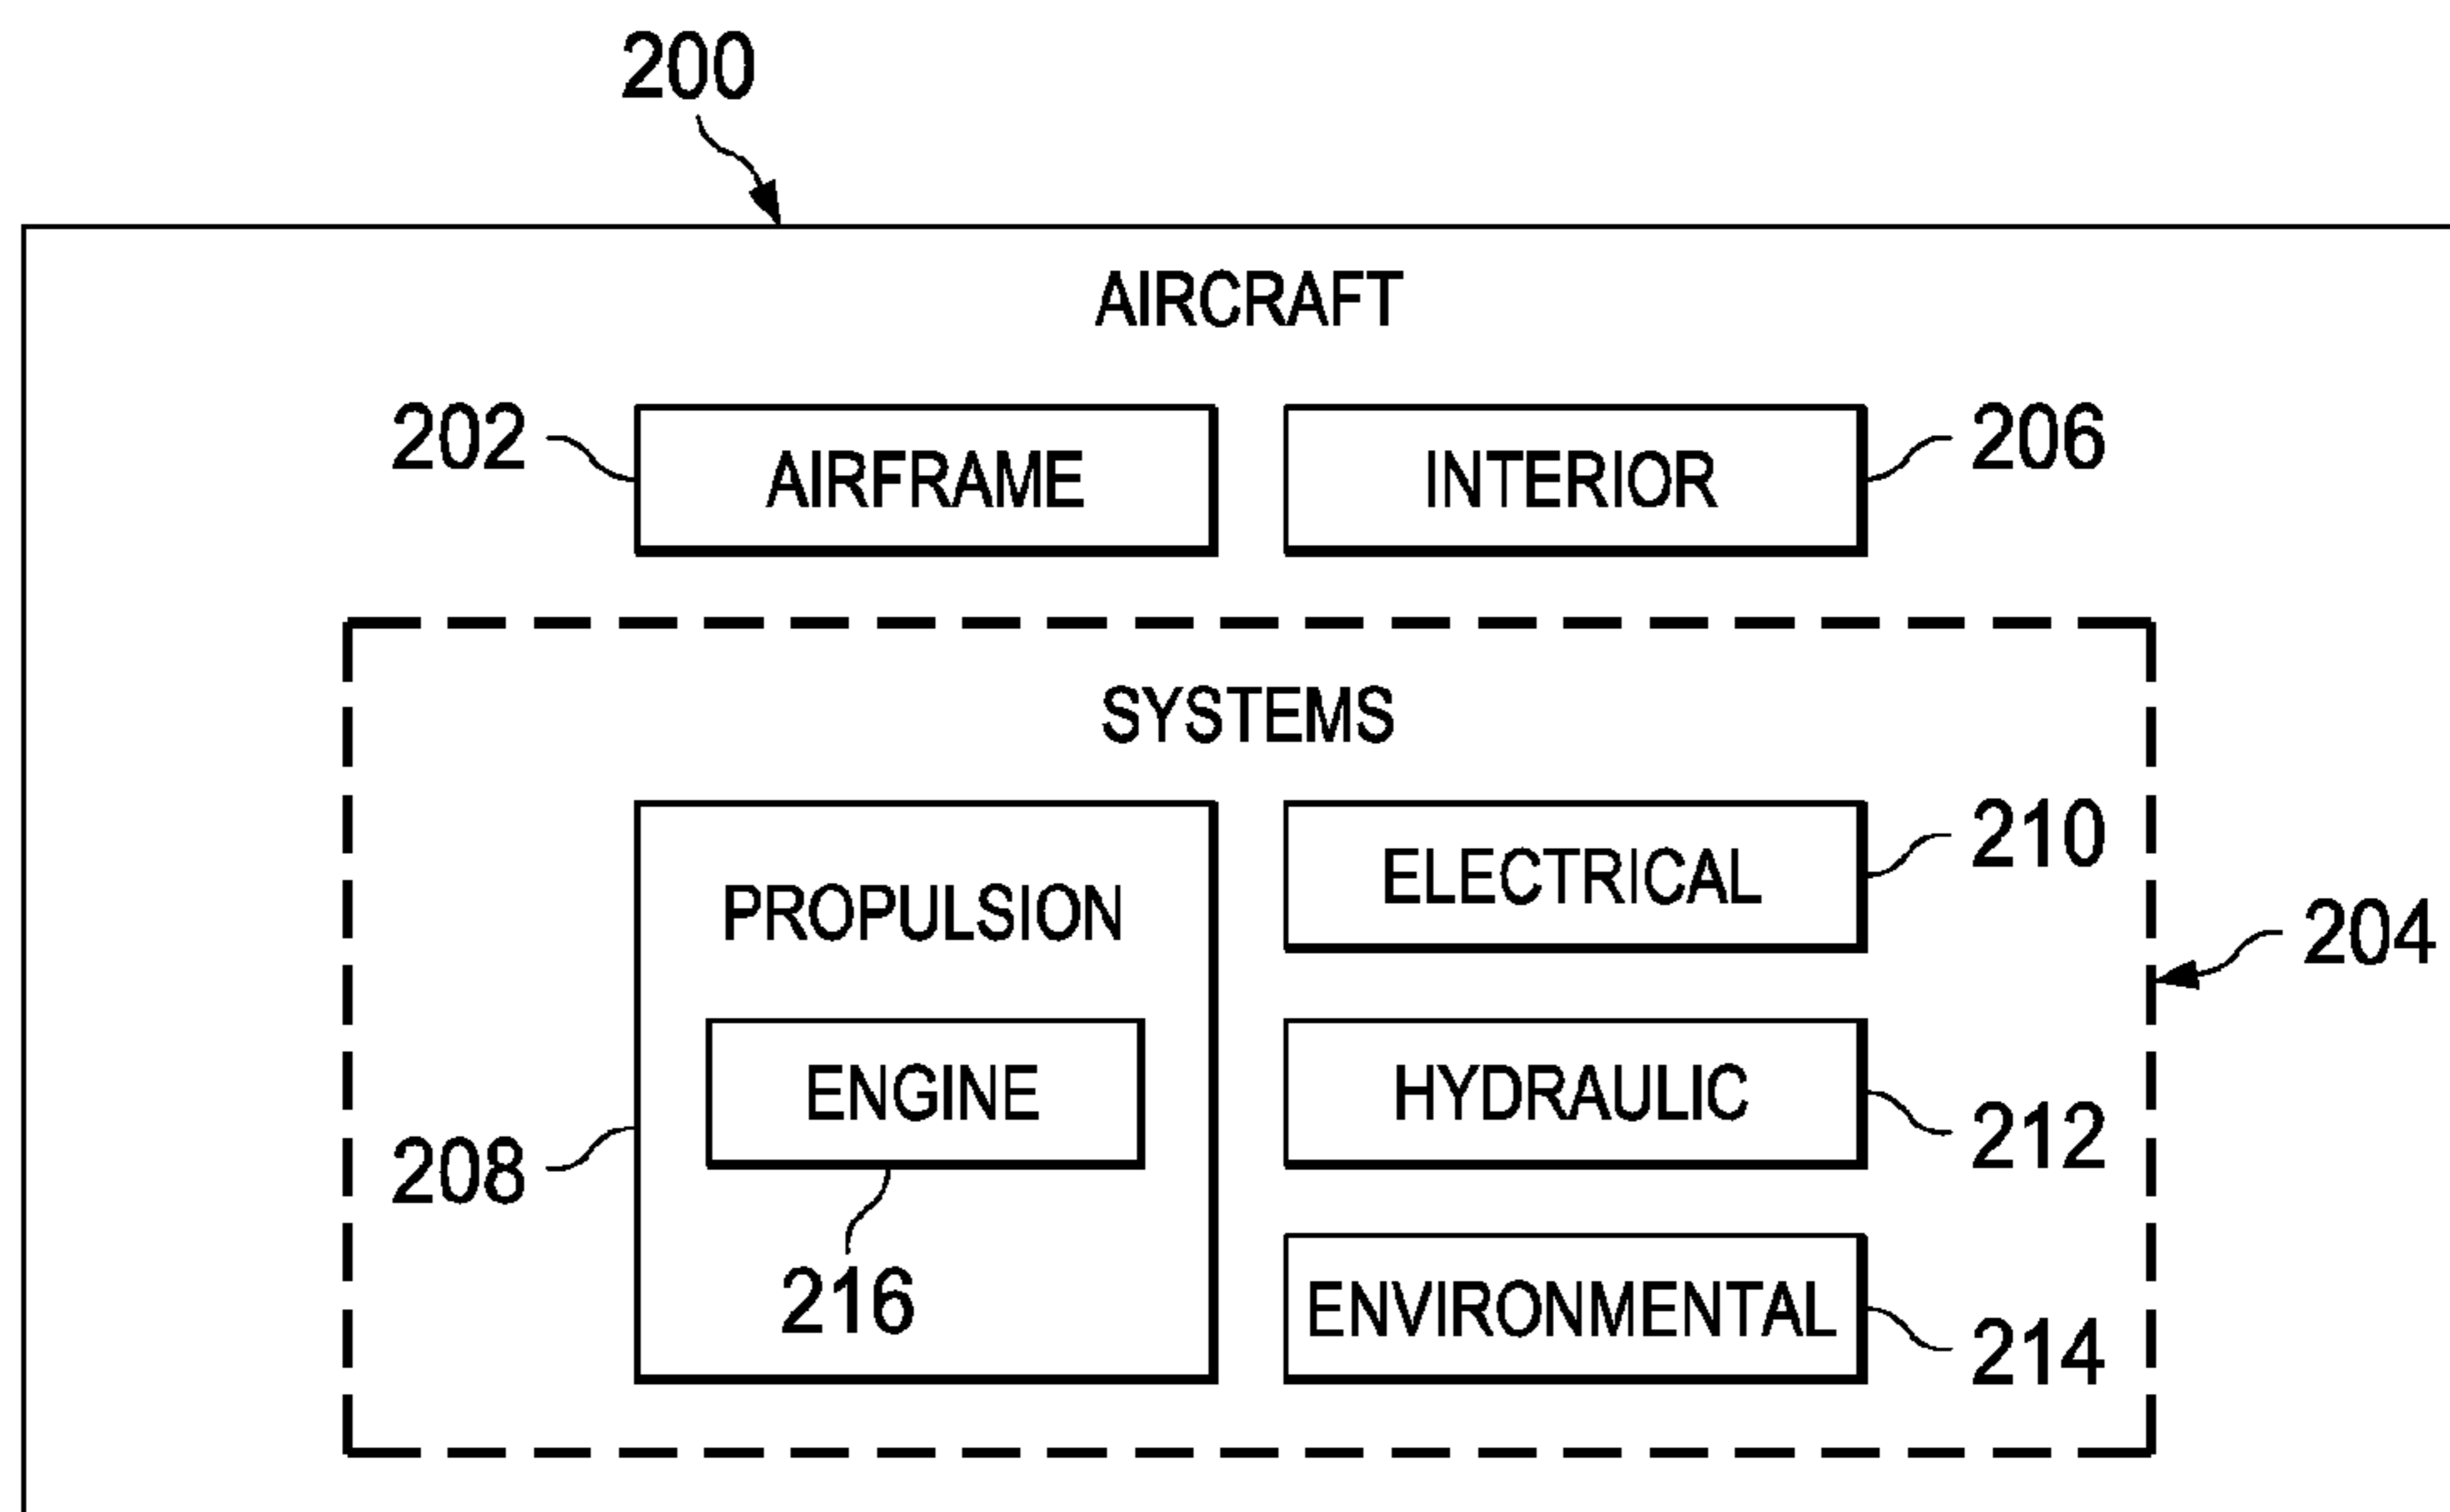 200
AIRCRAFT
202 AIRFRAME INTERIOR 206
SYSTEMS
PROPULSION ELECTRICAL 210
204
208 ENGINE HYDRAULIC 212
216 ENVIRONMENTAL 214